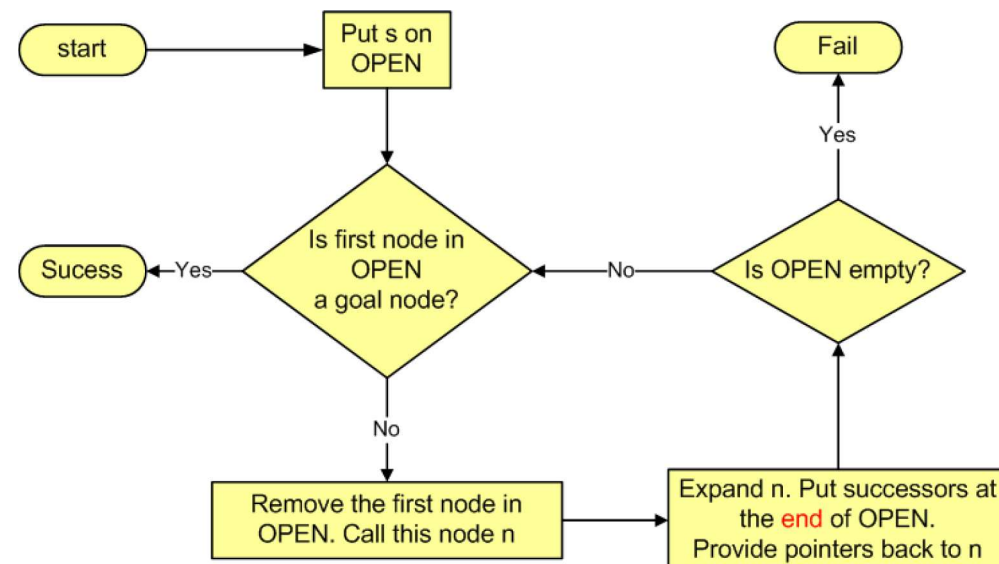 start
Put s on
OPEN
Fail
Yes
Is first node in
OPEN
a goal node?
Sucess
Yes
No
Is OPEN empty?
No
Remove the first node in
OPEN. Call this node n
Expand n. Put successors at
the end of OPEN.
Provide pointers back to n